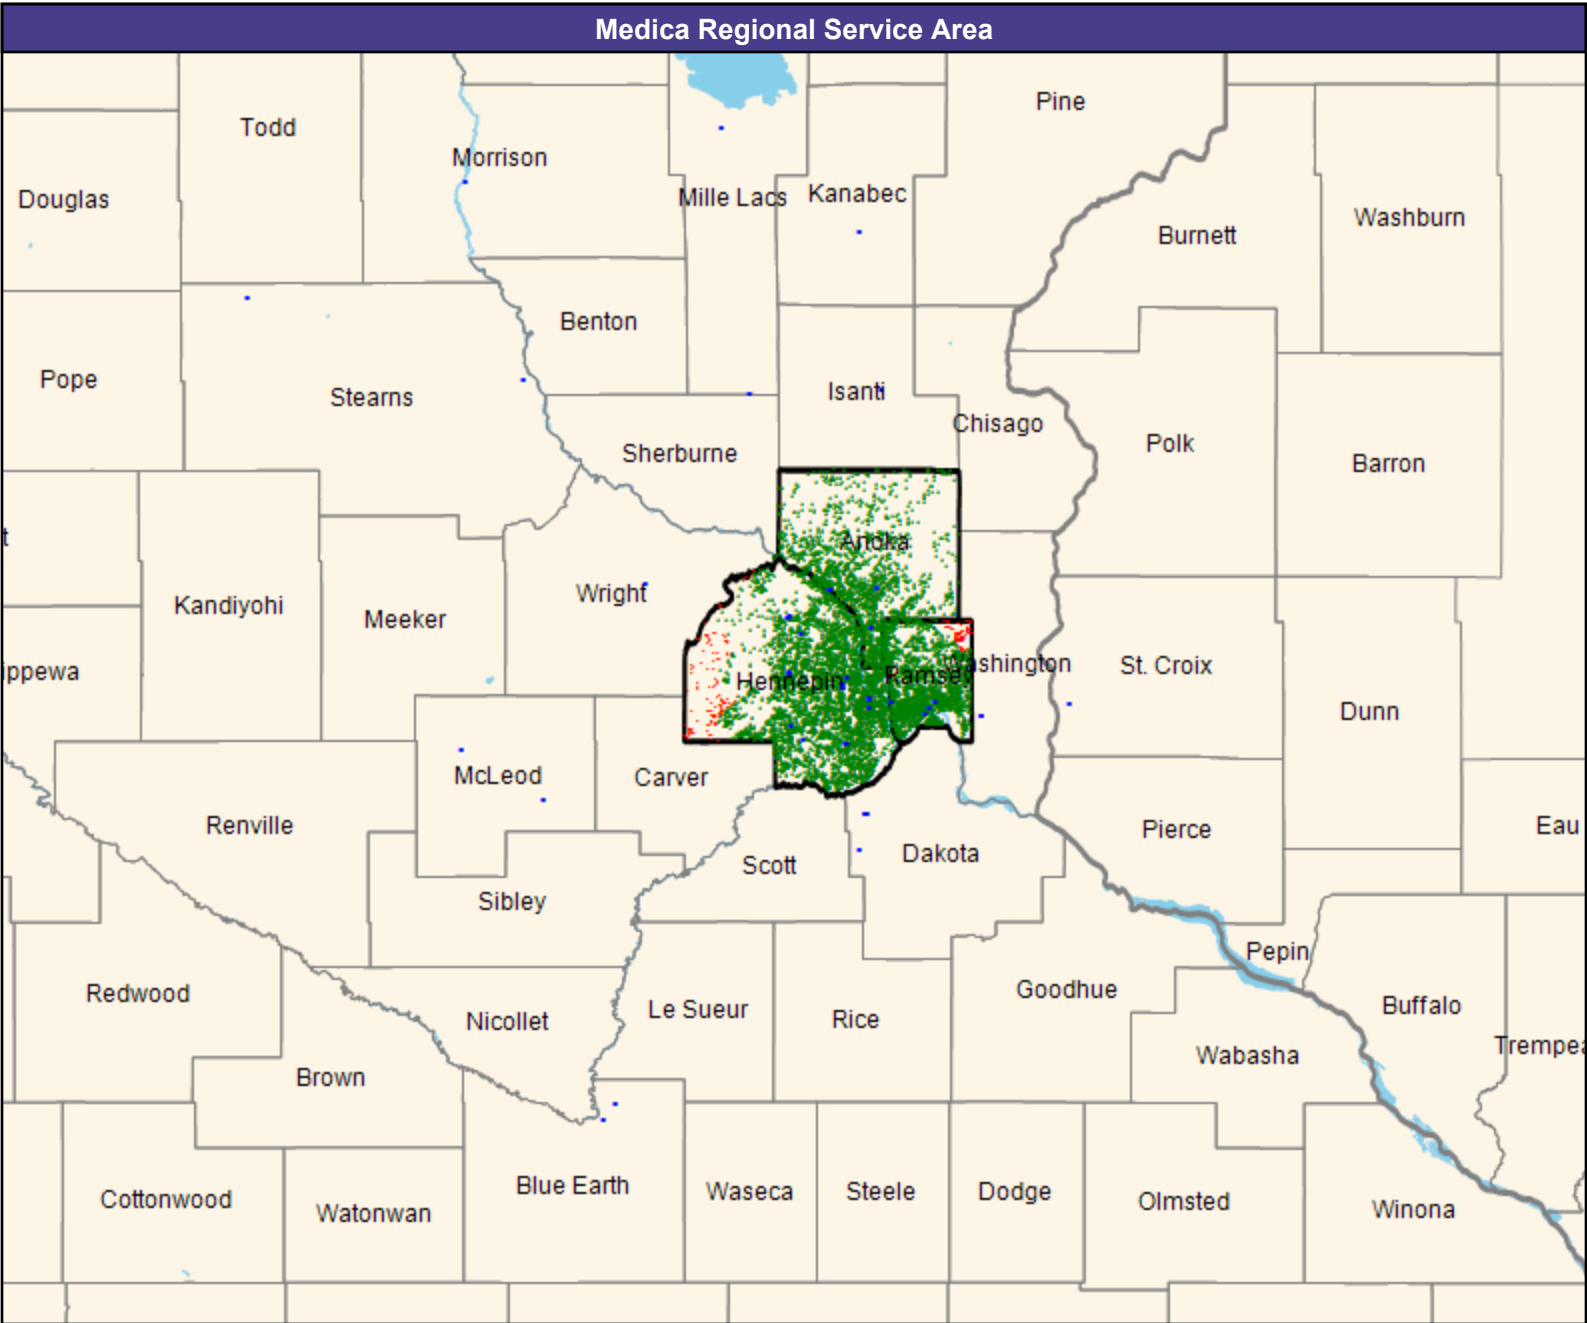 Medica Regional Service Area
Pine
Todd
Morrison
Douglas
Mille Lacs
Kanabec
Washburn
Burnett
Benton
Pope
Stearns
Isanti
Chisago
Polk
Sherburne
Barron
t
Anoka
Wright
Kandiyohi
Meeker
ippewa
Hennepin
Ramsey
Washington
St. Croix
Dunn
McLeod
Carver
Renville
Pierce
Eau
Scott
Dakota
Sibley
Pepin
Redwood
Goodhue
Le Sueur
Buffalo
Nicollet
Rice
Trempea
Wabasha
Brown
Blue Earth
Waseca
Steele
Dodge
Cottonwood
Olmsted
Watonwan
Winona